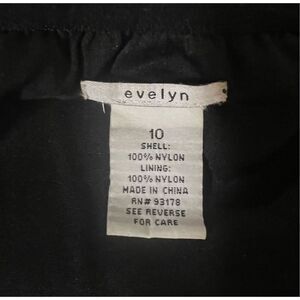 evelyn
10
SHELL:
100% NYLON
LINING:
100% NYLON
MADE IN CHINA
RN# 93178
SEE REVERSE
FOR CARE